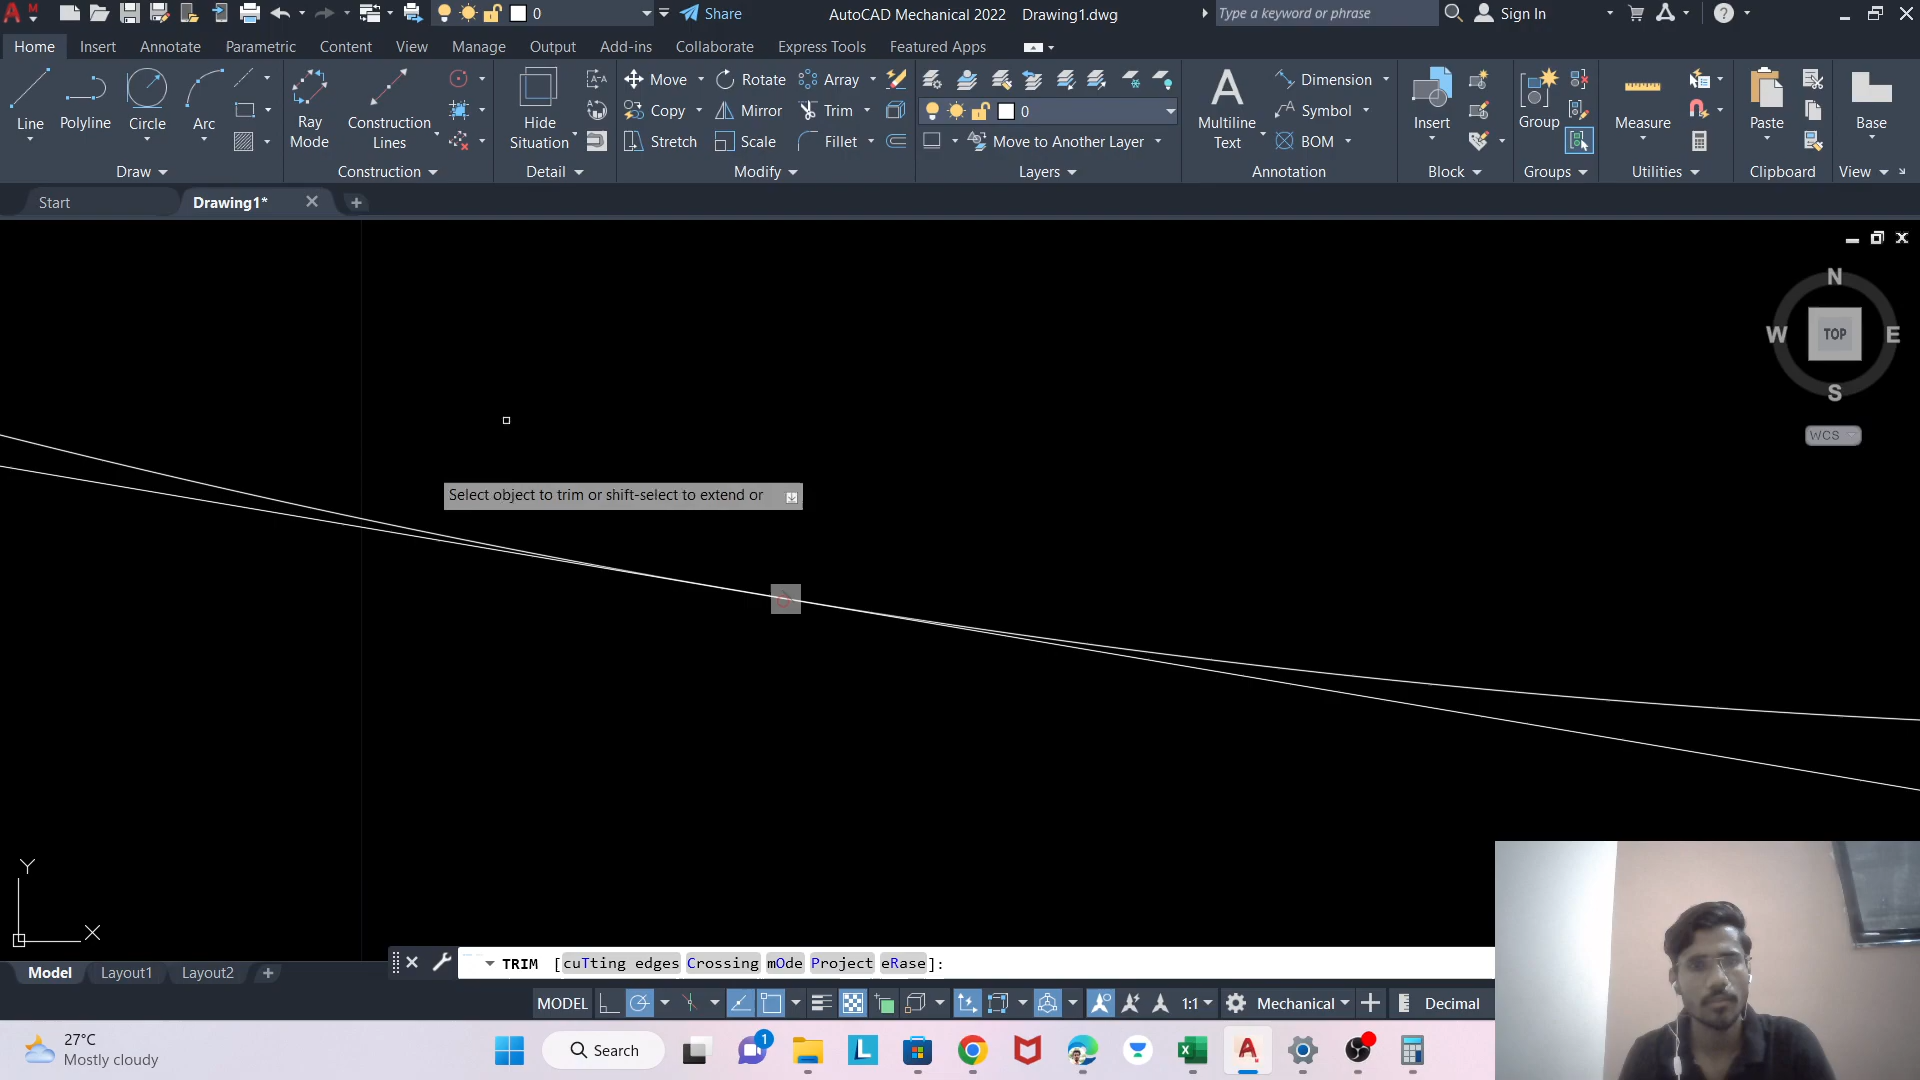 0
Share
AutoCAD Mechanical 2022 Drawing1.dwg
Type a keyword or phrase
Sign In
Home Insert Annotate Parametric Content View Manage Output Add-ins Collaborate Express Tools Featured Apps
Line
Polyline
Circle
Arc
Draw
Ray
Mode
Construction
Lines
Construction
Hide
Situation
Detail
Move
Rotate
Array
Copy
Mirror
Trim
Stretch
Scale
Fillet
Modify
0
Move to Another Layer
Layers
Multiline
Text
Dimension
Symbol
BOM
Annotation
Insert
Block
Group
Groups
Measure
Utilities
Paste
Clipboard
Base
View
Start
Drawing1*
N
W
TOP
E
S
WCS
Select object to trim or shift-select to extend or
Y
X
TRIM [cuTting edges Crossing mOde Project eRase]:
Model Layout1 Layout2
MODEL
1:1
Mechanical
Decimal
27°C
Mostly cloudy
Search
1